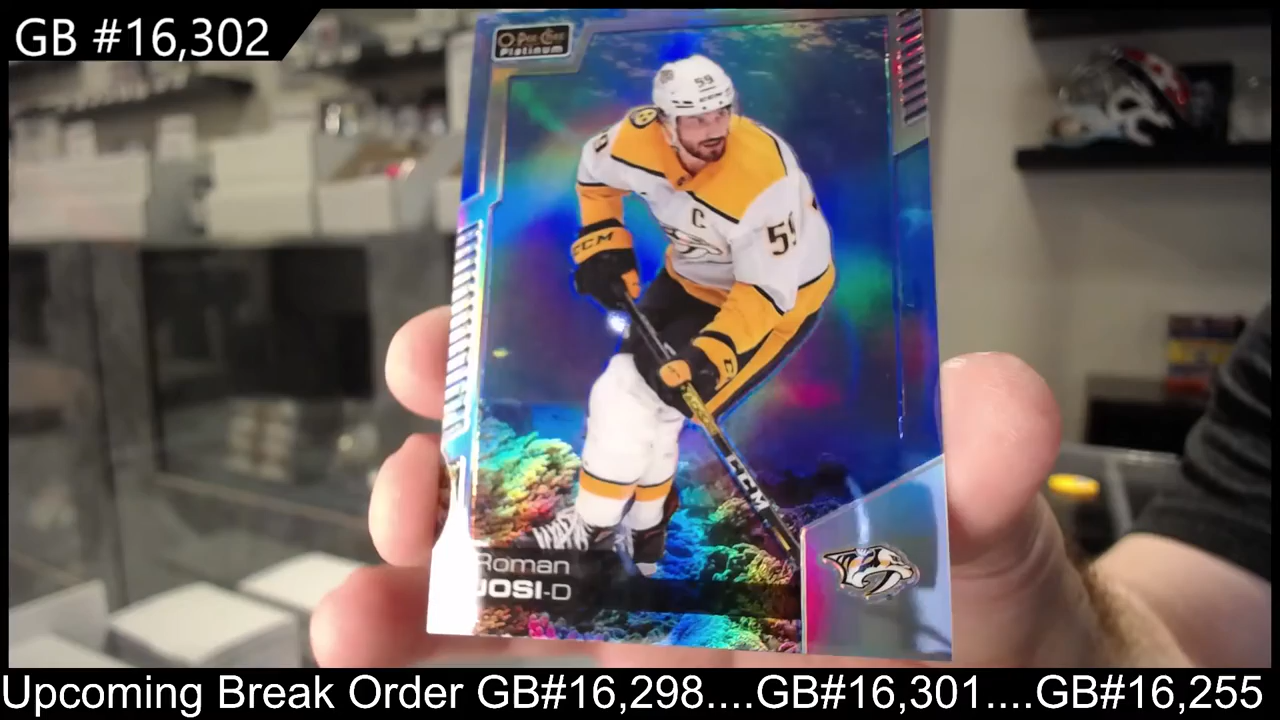 GB #16,302
O-Pee-Chee
Platinum
59
C
59
CCM
CCM
Roman
JOSI-D
Upcoming Break Order GB#16,298....GB#16,301....GB#16,255